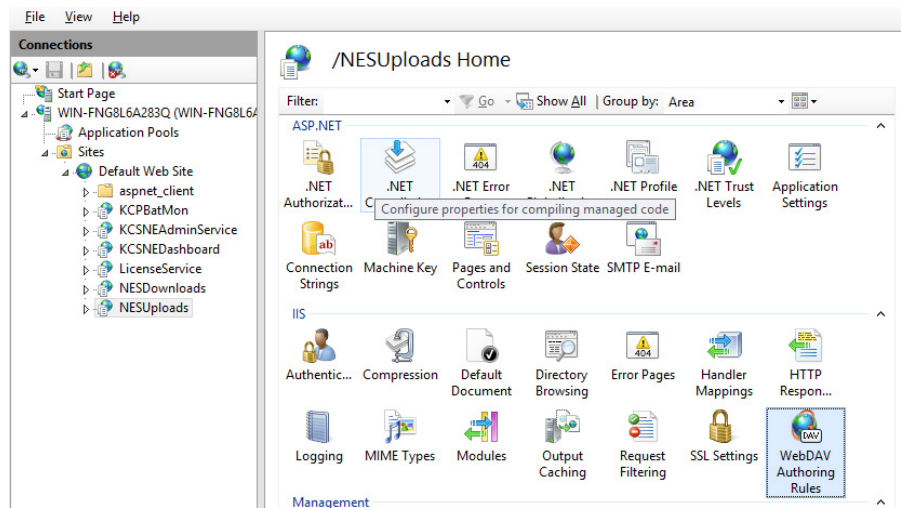 File View Help
Connections
Start Page
WIN-FNG8L6A283Q (WIN-FNG8L6A
Application Pools
Sites
Default Web Site
aspnet_client
KCPBatMon
KCSNEAdminService
KCSNEDashboard
LicenseService
NESDownloads
NESUploads
/NESUploads Home
Filter: Go Show All Group by: Area
ASP.NET
.NET Authorizat...
.NET
.NET Error
.NET
.NET Profile
.NET Trust Levels
Application Settings
Configure properties for compiling managed code
Connection Strings
Machine Key
Pages and Controls
Session State
SMTP E-mail
IIS
Authentic...
Compression
Default Document
Directory Browsing
Error Pages
Handler Mappings
HTTP Respon...
Logging
MIME Types
Modules
Output Caching
Request Filtering
SSL Settings
WebDAV Authoring Rules
Management
404
ab
404
DAV